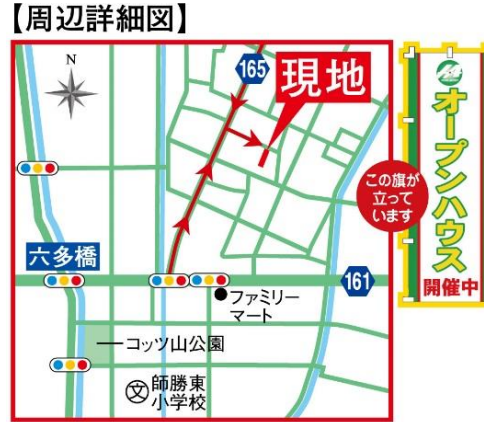 【周辺詳細図】
N
165
現地
六多橋
161
ファミリー
マート
コッツ山公園
文
師勝東
小学校
この旗が
立って
います
オープンハウス
開催中